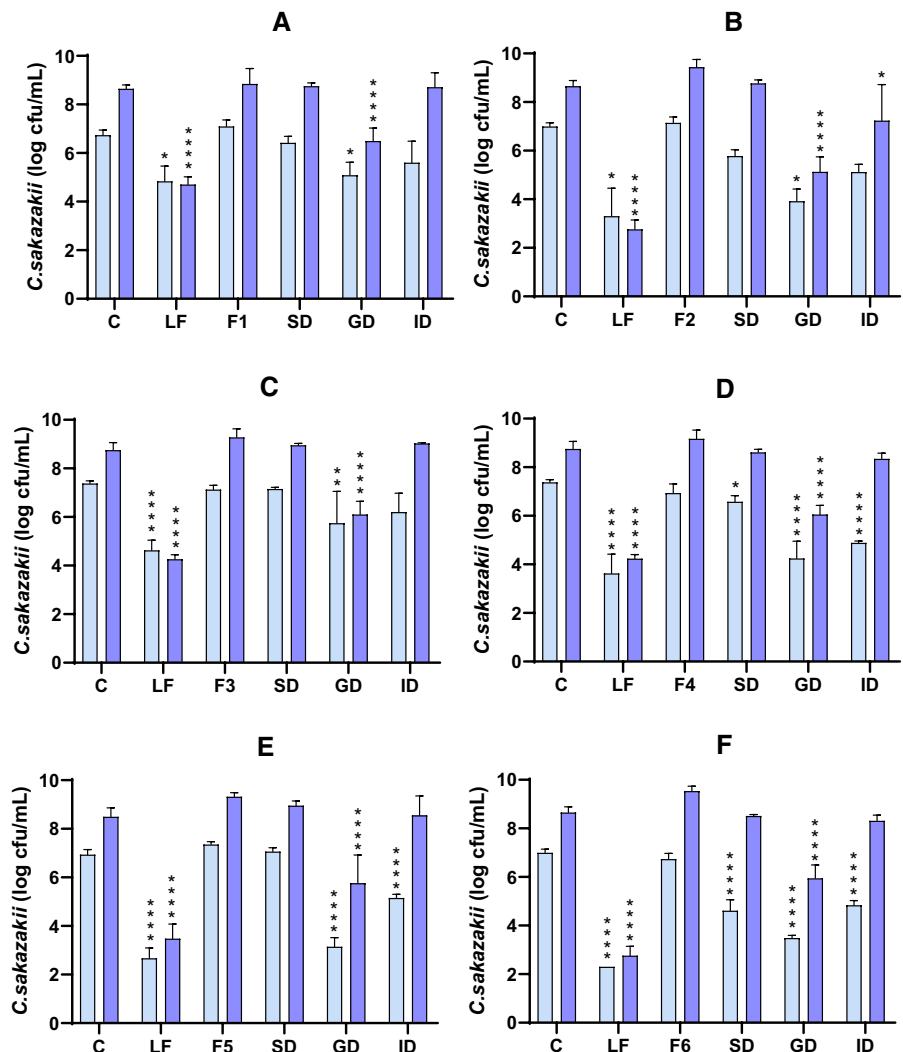 A
C.sakazakii (log cfu/mL)
10
8
6
4
2
0
* **** * ****
C LF F1 SD GD ID
B
C.sakazakii (log cfu/mL)
10
8
6
4
2
0
* **** * **** *
C LF F2 SD GD ID
C
C.sakazakii (log cfu/mL)
10
8
6
4
2
0
**** **** ** ****
C LF F3 SD GD ID
D
C.sakazakii (log cfu/mL)
10
8
6
4
2
0
**** **** * **** **** ****
C LF F4 SD GD ID
E
C.sakazakii (log cfu/mL)
10
8
6
4
2
0
**** **** **** **** ****
C LF F5 SD GD ID
F
C.sakazakii (log cfu/mL)
10
8
6
4
2
0
**** **** **** **** **** ****
C LF F6 SD GD ID